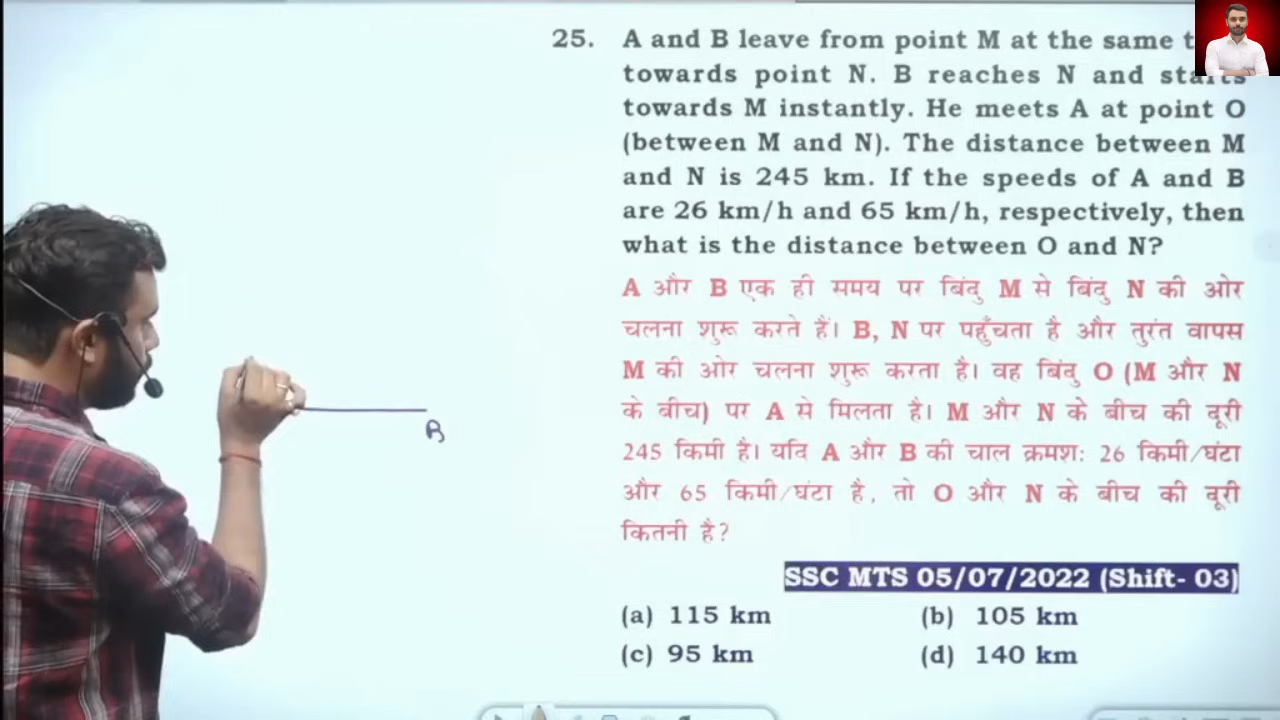 25. A and B leave from point M at the same
towards point N. B reaches N and starts
towards M instantly. He meets A at point O
(between M and N). The distance between M
and N is 245 km. If the speeds of A and B
are 26 km/h and 65 km/h, respectively, then
what is the distance between O and N?
A और B एक ही समय पर बिंदु M से बिंदु N की ओर
चलना शुरू करते हैं। B, N पर पहुँचता है और तुरंत वापस
M की ओर चलना शुरू करता है। वह बिंदु O (M और N
के बीच) पर A से मिलता है। M और N के बीच की दूरी
245 किमी है। यदि A और B की चाल क्रमश: 26 किमी/घंटा
और 65 किमी/घंटा है, तो O और N के बीच की दूरी
कितनी है?
SSC MTS 05/07/2022 (Shift- 03)
(a) 115 km (b) 105 km
(c) 95 km (d) 140 km
B